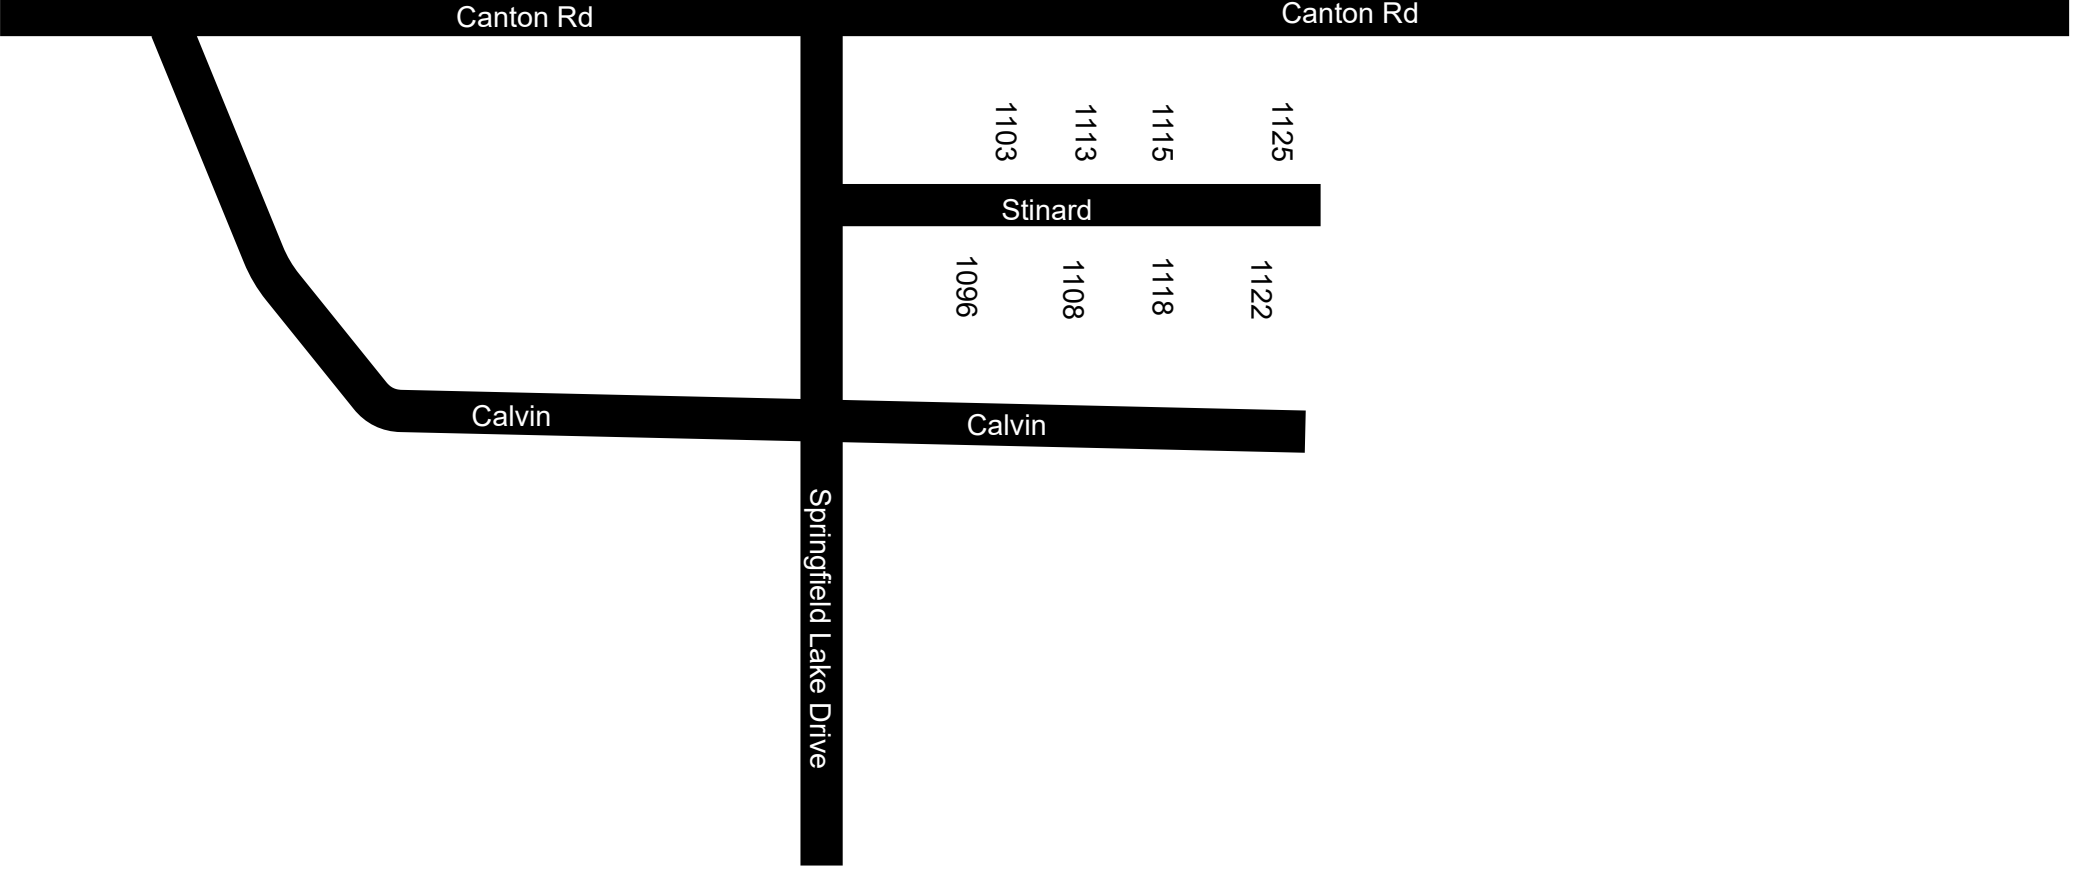 Canton Rd
Canton Rd
1103
1113
1115
1125
Stinard
1096
1108
1118
1122
Calvin
Calvin
Springfield Lake Drive